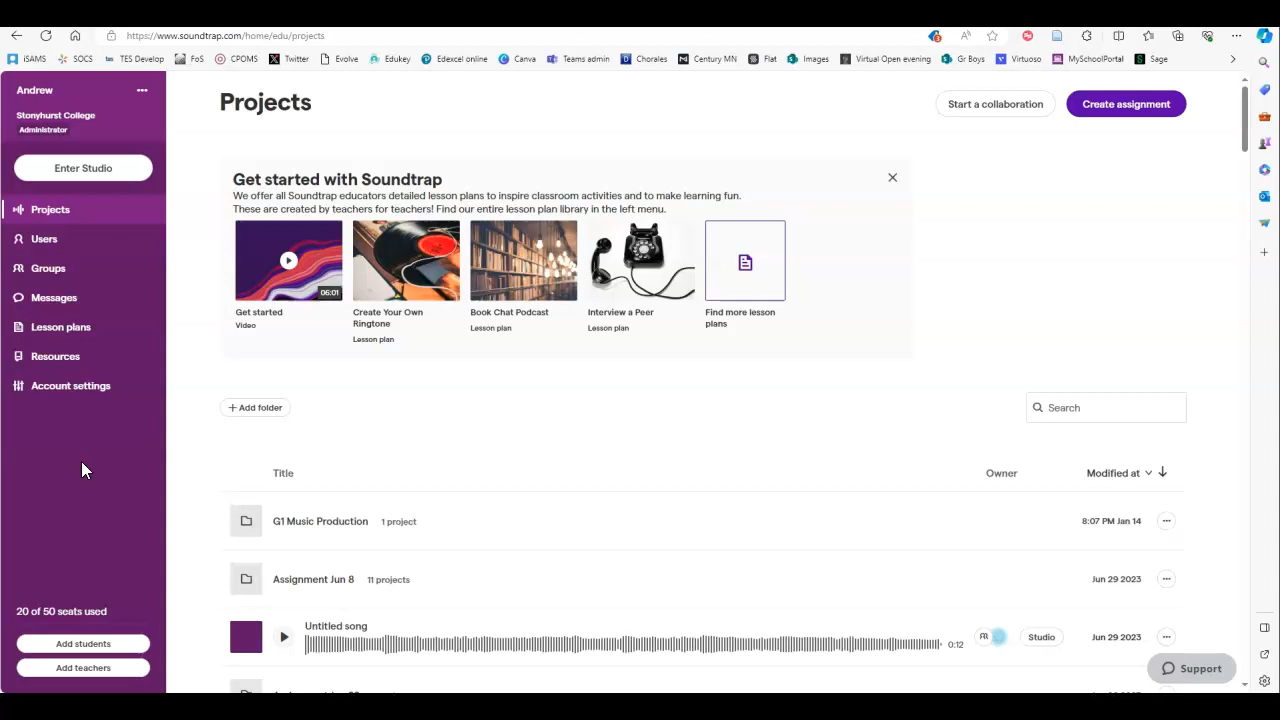 https://www.soundtrap.com/home/edu/projects
iSAMS SOCS TES Develop FoS CPOMS Twitter Evolve Edukey Edexcel online Canva Teams admin Chorales Century MN Flat Images Virtual Open evening Gr Boys Virtuoso MySchoolPortal Sage
Andrew
Stonyhurst College
Administrator
Enter Studio
Projects
Users
Groups
Messages
Lesson plans
Resources
Account settings
20 of 50 seats used
Add students
Add teachers
Projects
Start a collaboration
Create assignment
Get started with Soundtrap
We offer all Soundtrap educators detailed lesson plans to inspire classroom activities and to make learning fun.
These are created by teachers for teachers! Find our entire lesson plan library in the left menu.
06:01
Get started
Video
Create Your Own
Ringtone
Lesson plan
Book Chat Podcast
Lesson plan
Interview a Peer
Lesson plan
Find more lesson
plans
+ Add folder
Search
Title Owner Modified at
G1 Music Production 1 project 8:07 PM Jan 14
Assignment Jun 8 11 projects Jun 29 2023
Untitled song
0:12 Studio Jun 29 2023
Support